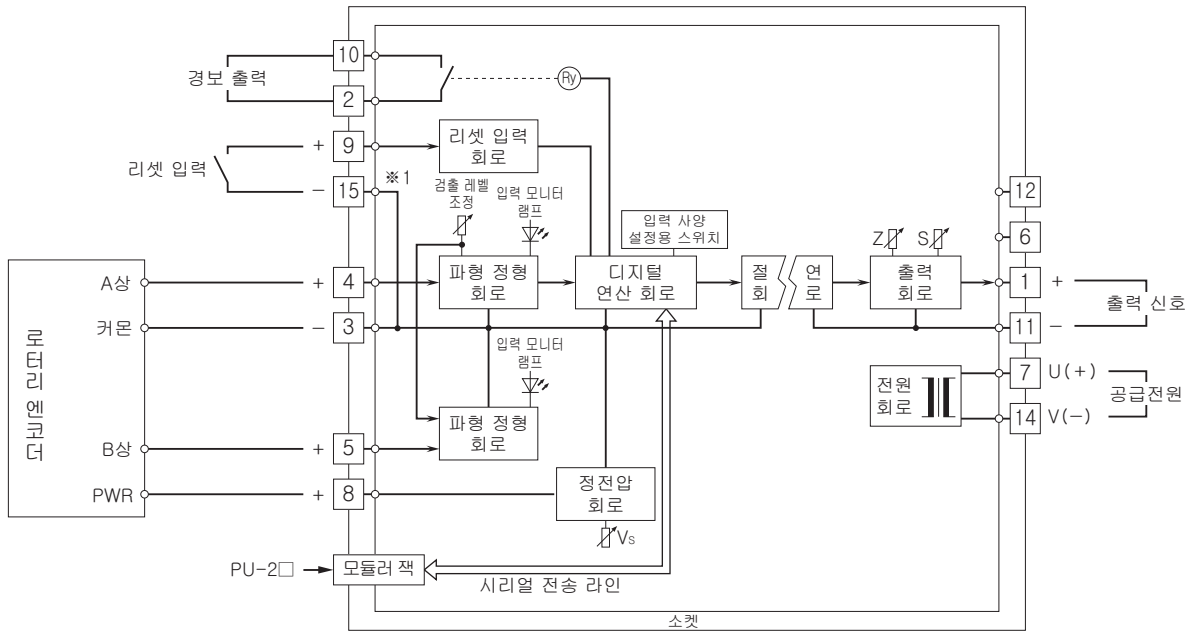 10
경보 출력
2
Ry
9
+
리셋 입력
회로
리셋 입력
15
−
※1
검출 레벨
조정
입력 모니터
램프
입력 사양
설정용 스위치
12
6
Z
S
로터리 엔코더
A상
+
4
파형 정형
회로
디지털
연산 회로
절 연
회 로
출력
회로
1
+
출력 신호
커몬
−
3
11
−
입력 모니터
램프
전원
회로
7
U(+)
공급전원
14
V(−)
파형 정형
회로
B상
+
5
PWR
+
8
정전압
회로
Vs
PU-2□
모듈러 잭
시리얼 전송 라인
소켓